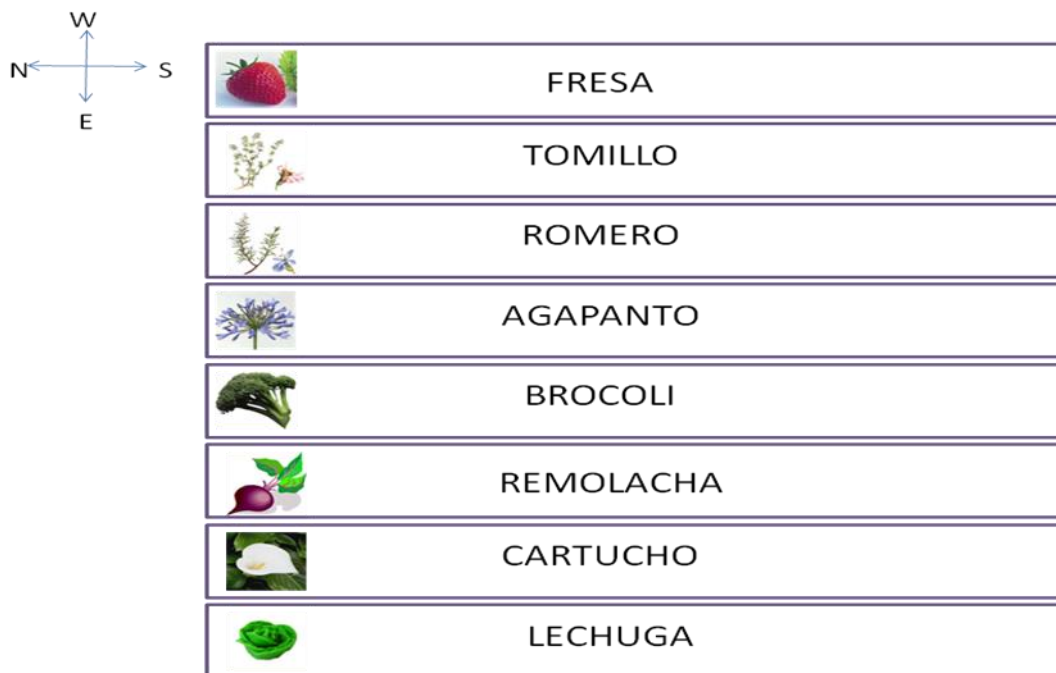 W
N S
E
FRESA
TOMILLO
ROMERO
AGAPANTO
BROCOLI
REMOLACHA
CARTUCHO
LECHUGA